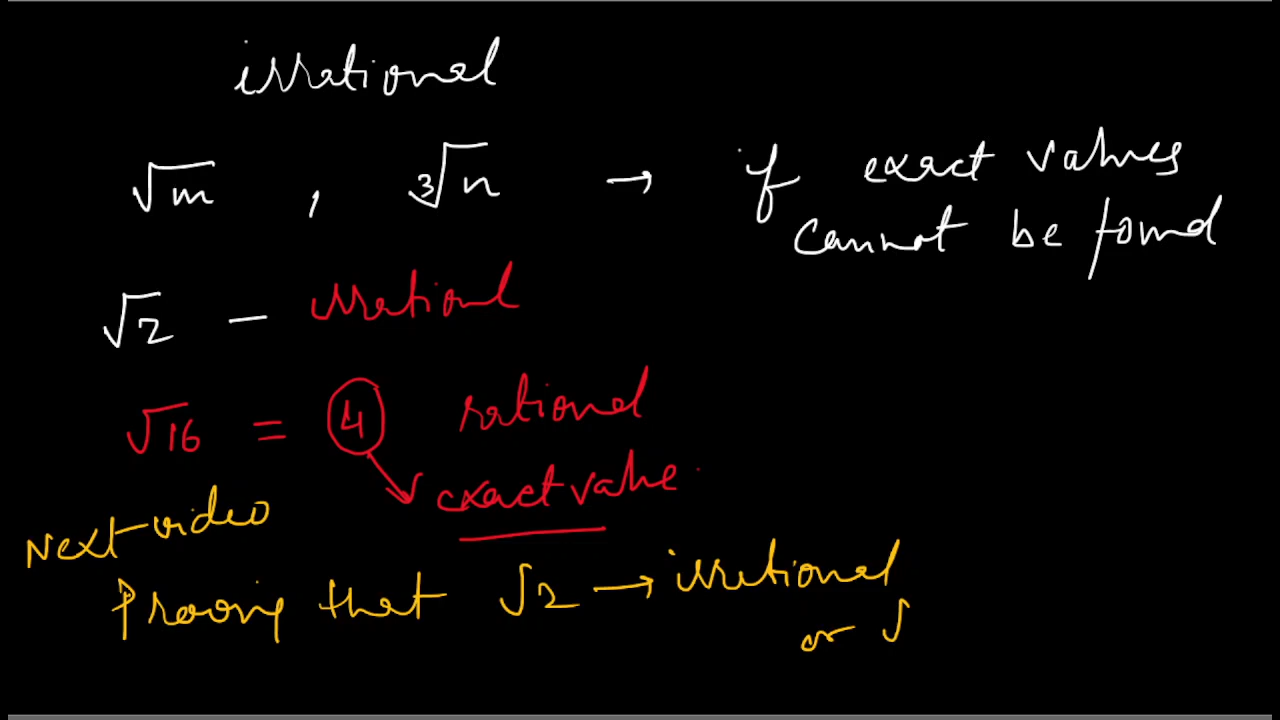 irrational
√m , ∛n → if exact values
cannot be found
√2 – irrational
√16 = 4 rational
exact value
Next video
Proving that √2 → irrational
or √